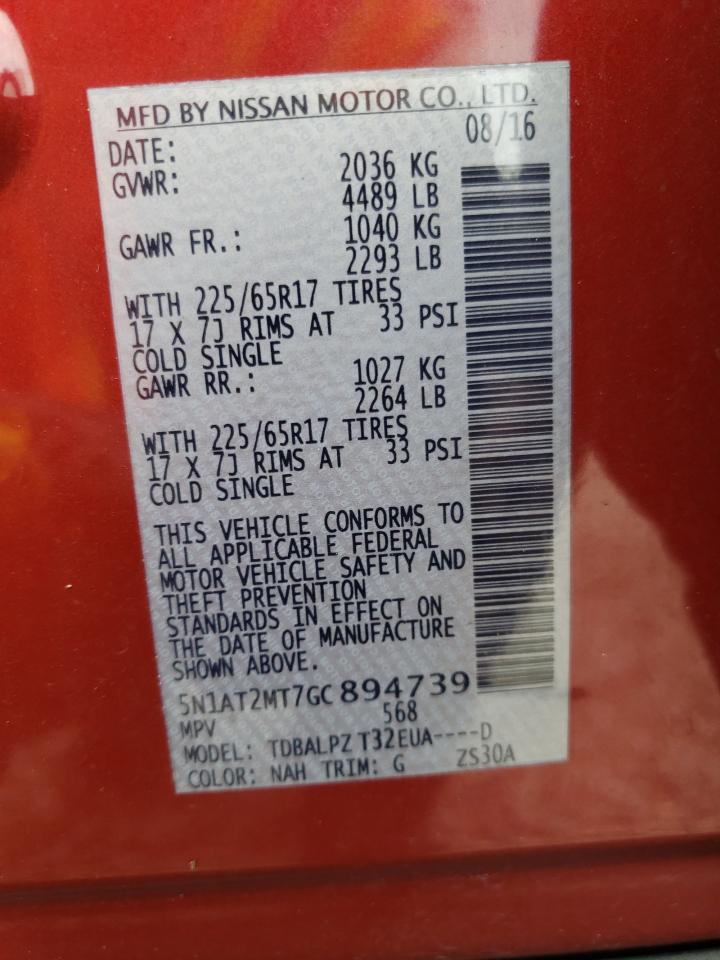 MFD BY NISSAN MOTOR CO., LTD.
DATE: 08/16
GVWR: 2036 KG
4489 LB
GAWR FR.: 1040 KG
2293 LB
WITH 225/65R17 TIRES
17 X 7J RIMS AT 33 PSI
COLD SINGLE
GAWR RR.: 1027 KG
2264 LB
WITH 225/65R17 TIRES
17 X 7J RIMS AT 33 PSI
COLD SINGLE
THIS VEHICLE CONFORMS TO
ALL APPLICABLE FEDERAL
MOTOR VEHICLE SAFETY AND
THEFT PREVENTION
STANDARDS IN EFFECT ON
THE DATE OF MANUFACTURE
SHOWN ABOVE.
5N1AT2MT7GC894739
MPV 568
MODEL: TDBALPZ T32EUA----D
COLOR: NAH TRIM: G ZS30A